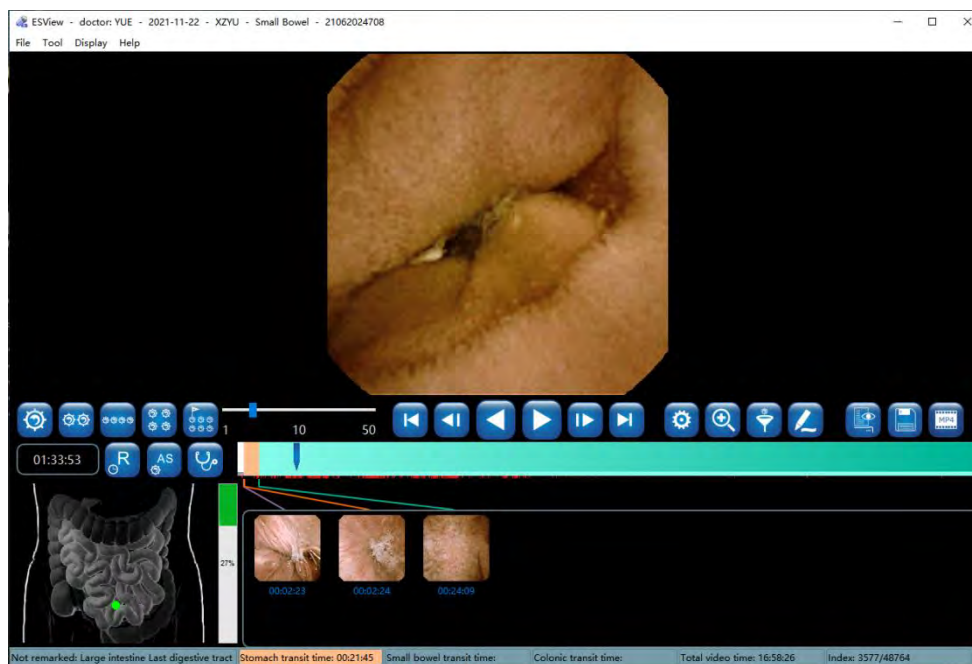 ESView - doctor: YUE - 2021-11-22 - XZYU - Small Bowel - 21062024708
File Tool Display Help
1 10 50
MP4
01:33:53 R AS
27%
00:02:23 00:02:24 00:24:09
Not remarked: Large intestine Last digestive tract Stomach transit time: 00:21:45 Small bowel transit time: Colonic transit time: Total video time: 16:58:26 Index: 3577/48764